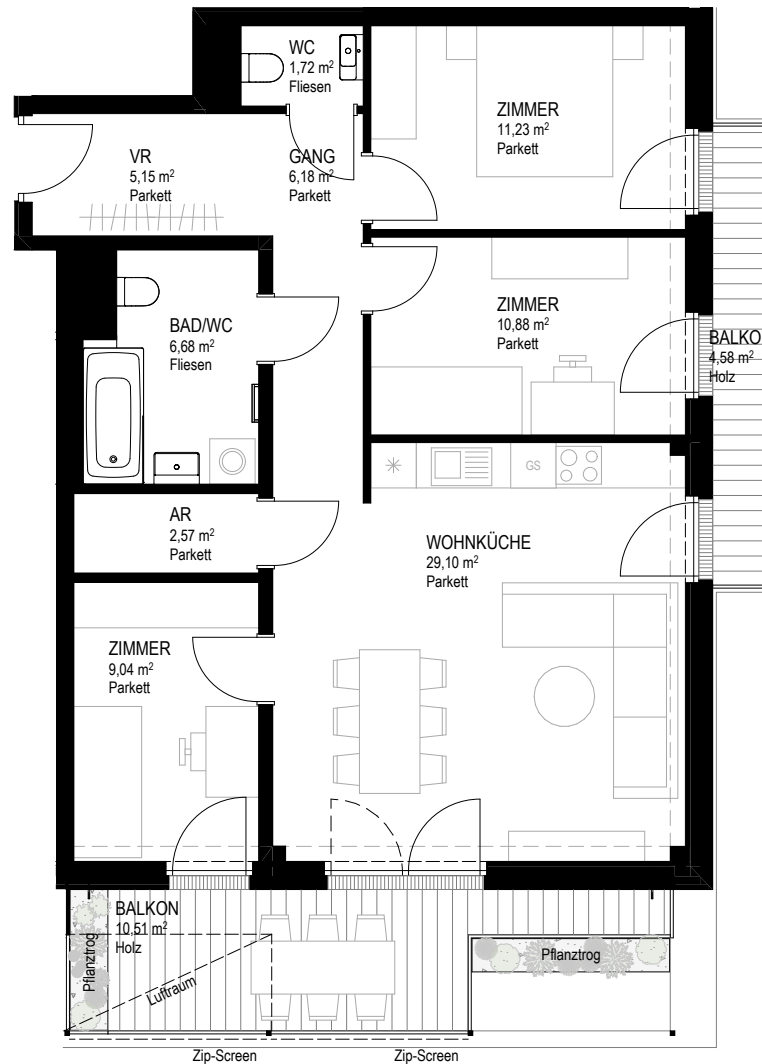 WC
1,72 m²
Fliesen
ZIMMER
11,23 m²
Parkett
VR
5,15 m²
Parkett
GANG
6,18 m²
Parkett
ZIMMER
10,88 m²
Parkett
BAD/WC
6,68 m²
Fliesen
BALKO
4,58 m²
Holz
GS
AR
2,57 m²
Parkett
WOHNKÜCHE
29,10 m²
Parkett
ZIMMER
9,04 m²
Parkett
BALKON
10,51 m²
Holz
Pflanztrog
Luftraum
Pflanztrog
Zip-Screen
Zip-Screen